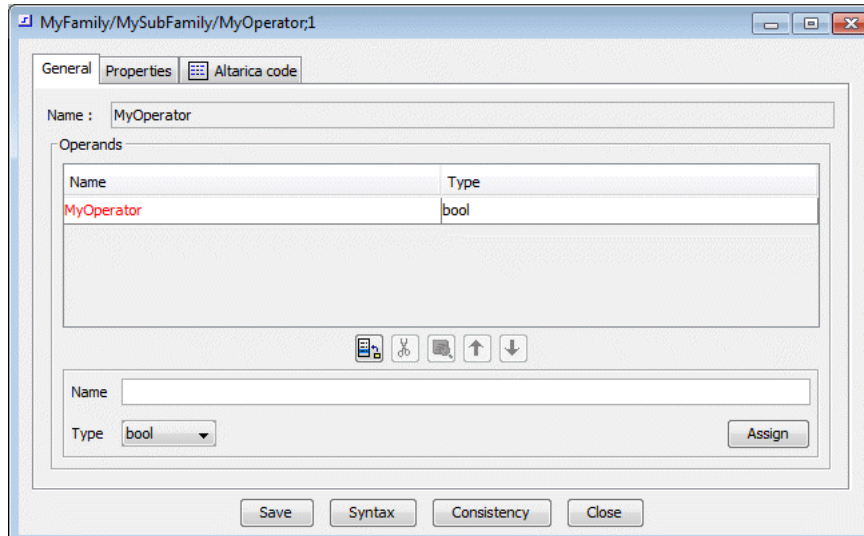 MyFamily/MySubFamily/MyOperator;1
General Properties Altarica code
Name : MyOperator
Operands
Name Type
MyOperator bool
Name
Type bool Assign
Save Syntax Consistency Close